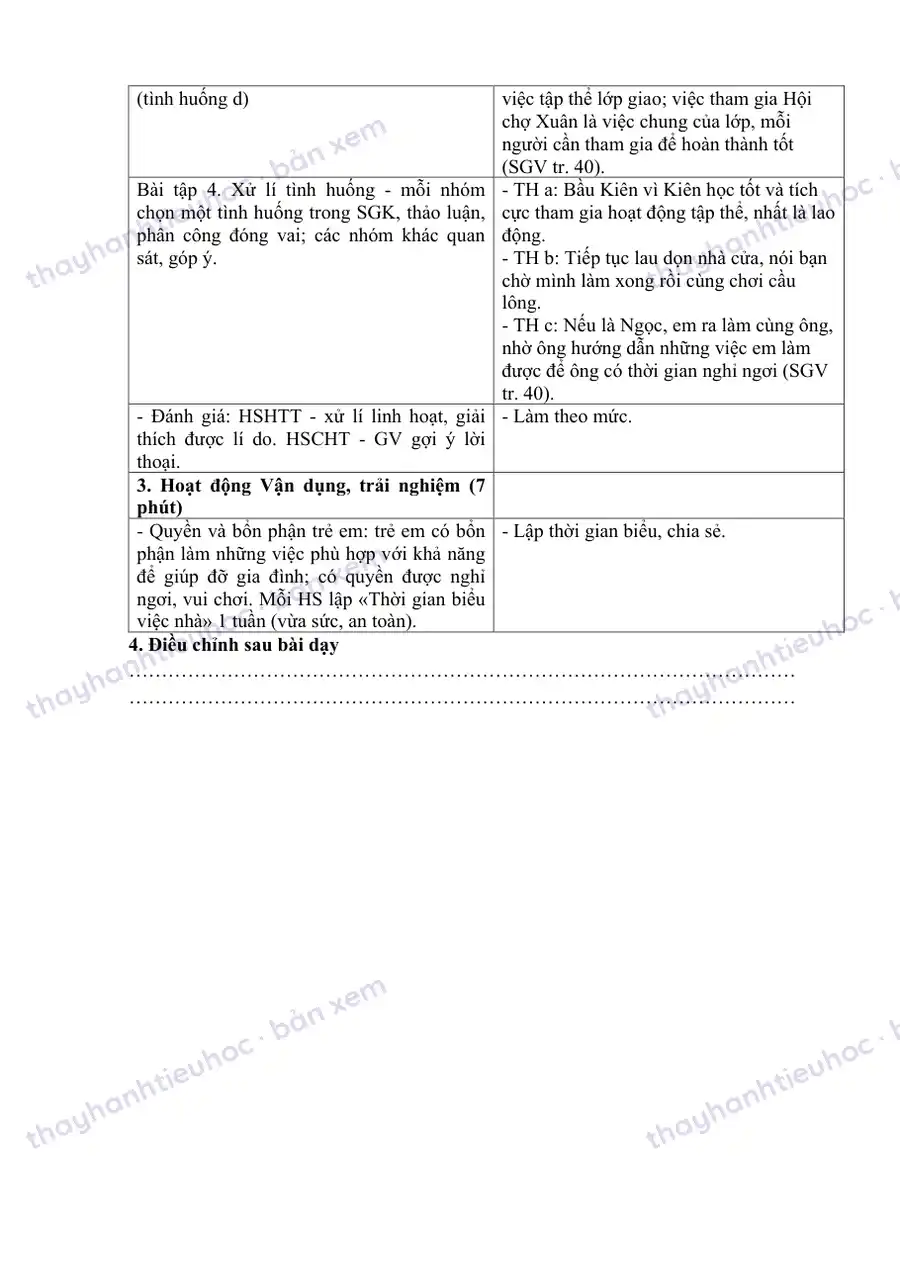 (tình huống d)
việc tập thể lớp giao; việc tham gia Hội
chợ Xuân là việc chung của lớp, mỗi
người cần tham gia để hoàn thành tốt
(SGV tr. 40).
Bài tập 4. Xử lí tình huống - mỗi nhóm
chọn một tình huống trong SGK, thảo luận,
phân công đóng vai; các nhóm khác quan
sát, góp ý.
- TH a: Bầu Kiên vì Kiên học tốt và tích
cực tham gia hoạt động tập thể, nhất là lao
động.
- TH b: Tiếp tục lau dọn nhà cửa, nói bạn
chờ mình làm xong rồi cùng chơi cầu
lông.
- TH c: Nếu là Ngọc, em ra làm cùng ông,
nhờ ông hướng dẫn những việc em làm
được để ông có thời gian nghỉ ngơi (SGV
tr. 40).
- Đánh giá: HSHTT - xử lí linh hoạt, giải
thích được lí do. HSCHT - GV gợi ý lời
thoại.
- Làm theo mức.
3. Hoạt động Vận dụng, trải nghiệm (7
phút)
- Quyền và bổn phận trẻ em: trẻ em có bổn
phận làm những việc phù hợp với khả năng
để giúp đỡ gia đình; có quyền được nghỉ
ngơi, vui chơi. Mỗi HS lập «Thời gian biểu
việc nhà» 1 tuần (vừa sức, an toàn).
- Lập thời gian biểu, chia sẻ.
4. Điều chỉnh sau bài dạy
……………………………………………………………………………………
……………………………………………………………………………………
thayhanhtieuhoc · bản xem
thayhanhtieuhoc · b
thayhanhtieuhoc · bản xem
thayhanhtieuhoc · b
thayhanhtieuhoc · bản xem
thayhanhtieuhoc · b